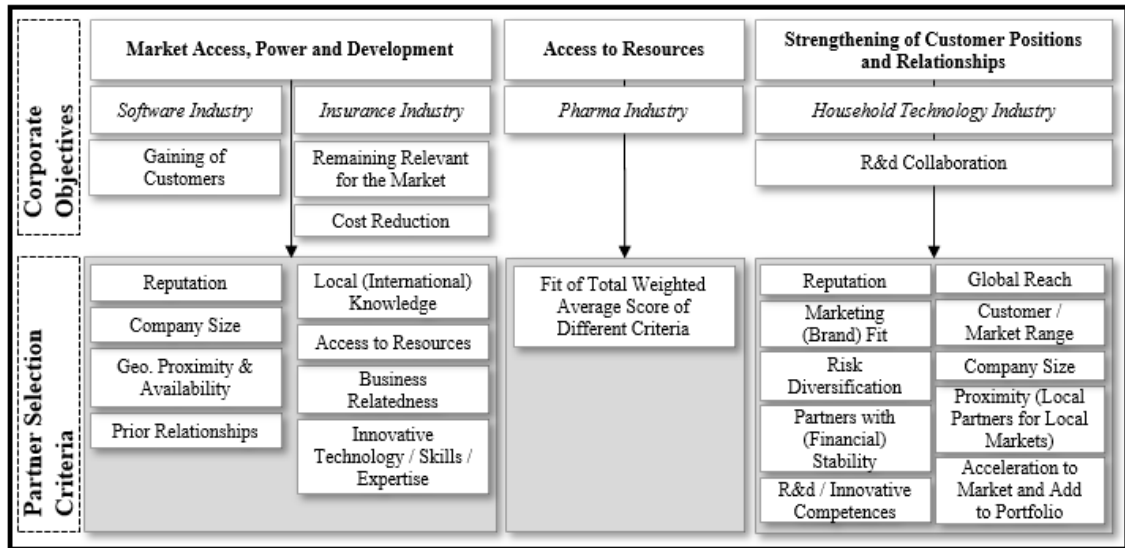 Corporate
Objectives
Market Access, Power and Development
Software Industry
Gaining of
Customers
Insurance Industry
Remaining Relevant
for the Market
Cost Reduction
Access to Resources
Pharma Industry
Strengthening of Customer Positions
and Relationships
Household Technology Industry
R&d Collaboration
Partner Selection
Criteria
Reputation
Company Size
Geo. Proximity &
Availability
Prior Relationships
Local (International)
Knowledge
Access to Resources
Business
Relatedness
Innovative
Technology / Skills /
Expertise
Fit of Total Weighted
Average Score of
Different Criteria
Reputation
Marketing
(Brand) Fit
Risk
Diversification
Partners with
(Financial)
Stability
R&d / Innovative
Competences
Global Reach
Customer /
Market Range
Company Size
Proximity (Local
Partners for Local
Markets)
Acceleration to
Market and Add
to Portfolio